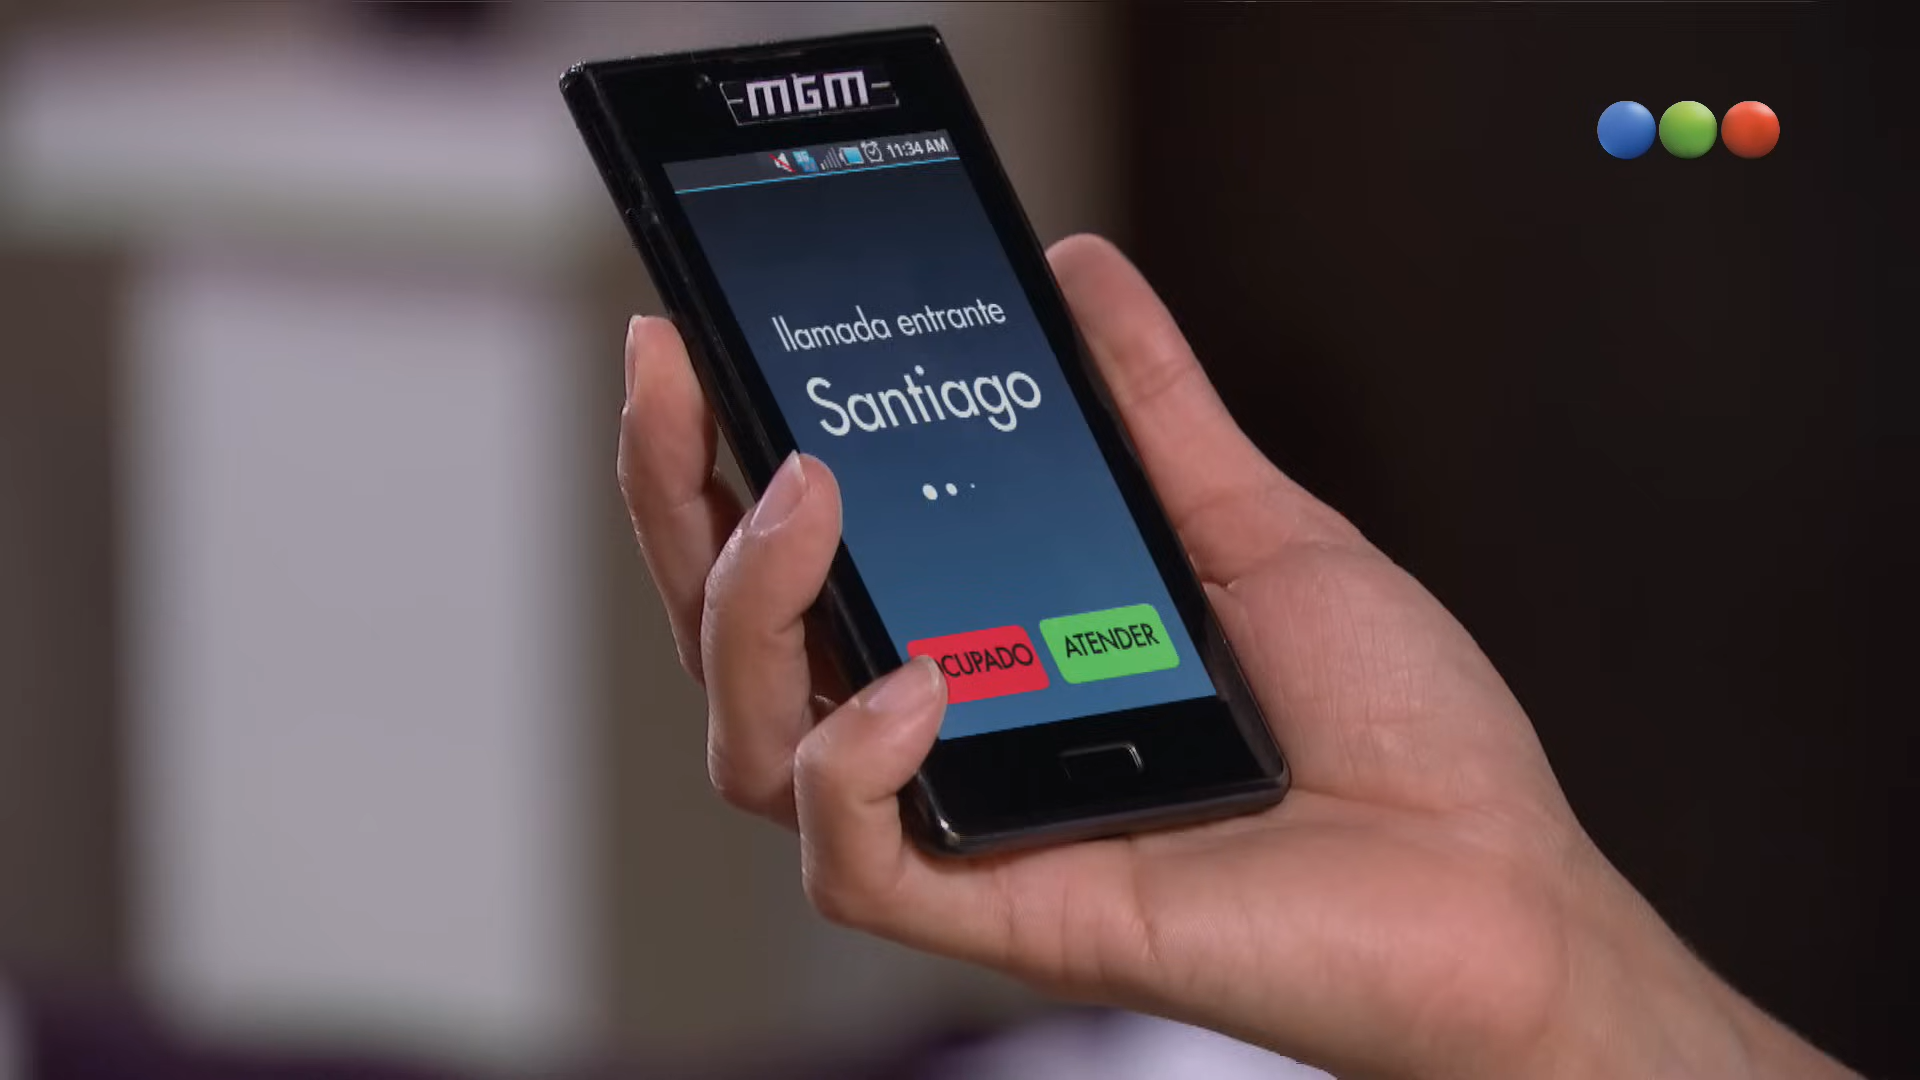 MGM
11:34 AM
llamada entrante
Santiago
CUPADO
ATENDER